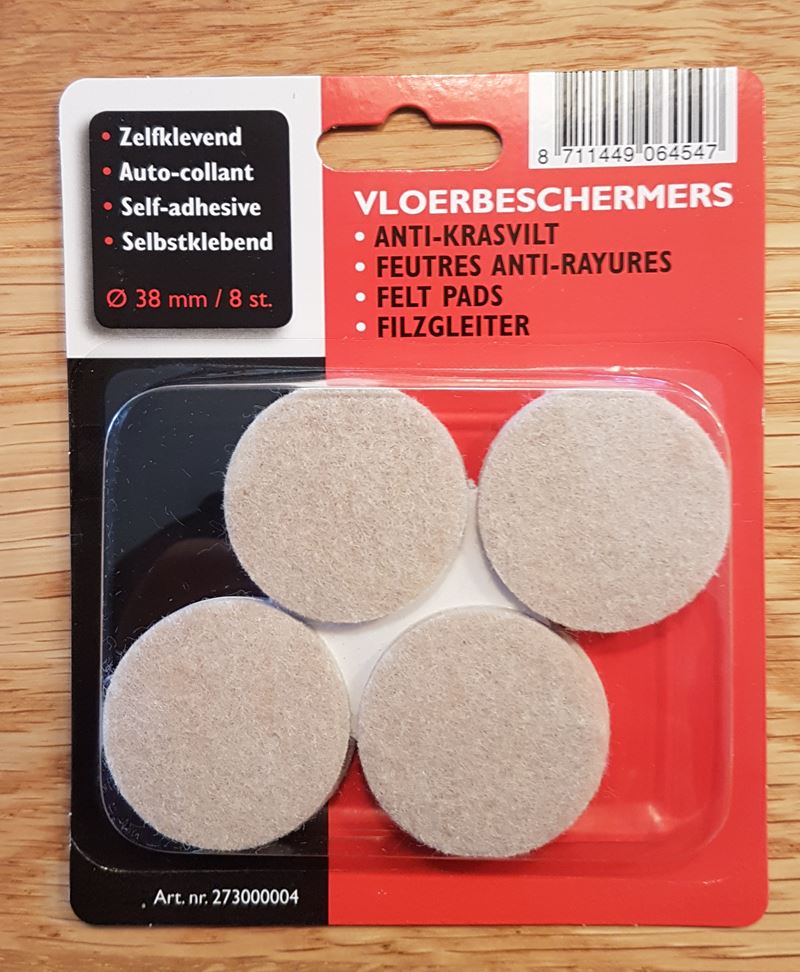 • Zelfklevend
• Auto-collant
• Self-adhesive
• Selbstklebend
Ø 38 mm / 8 st.
8 711449 064547
VLOERBESCHERMERS
• ANTI-KRASVILT
• FEUTRES ANTI-RAYURES
• FELT PADS
• FILZGLEITER
Art. nr. 273000004